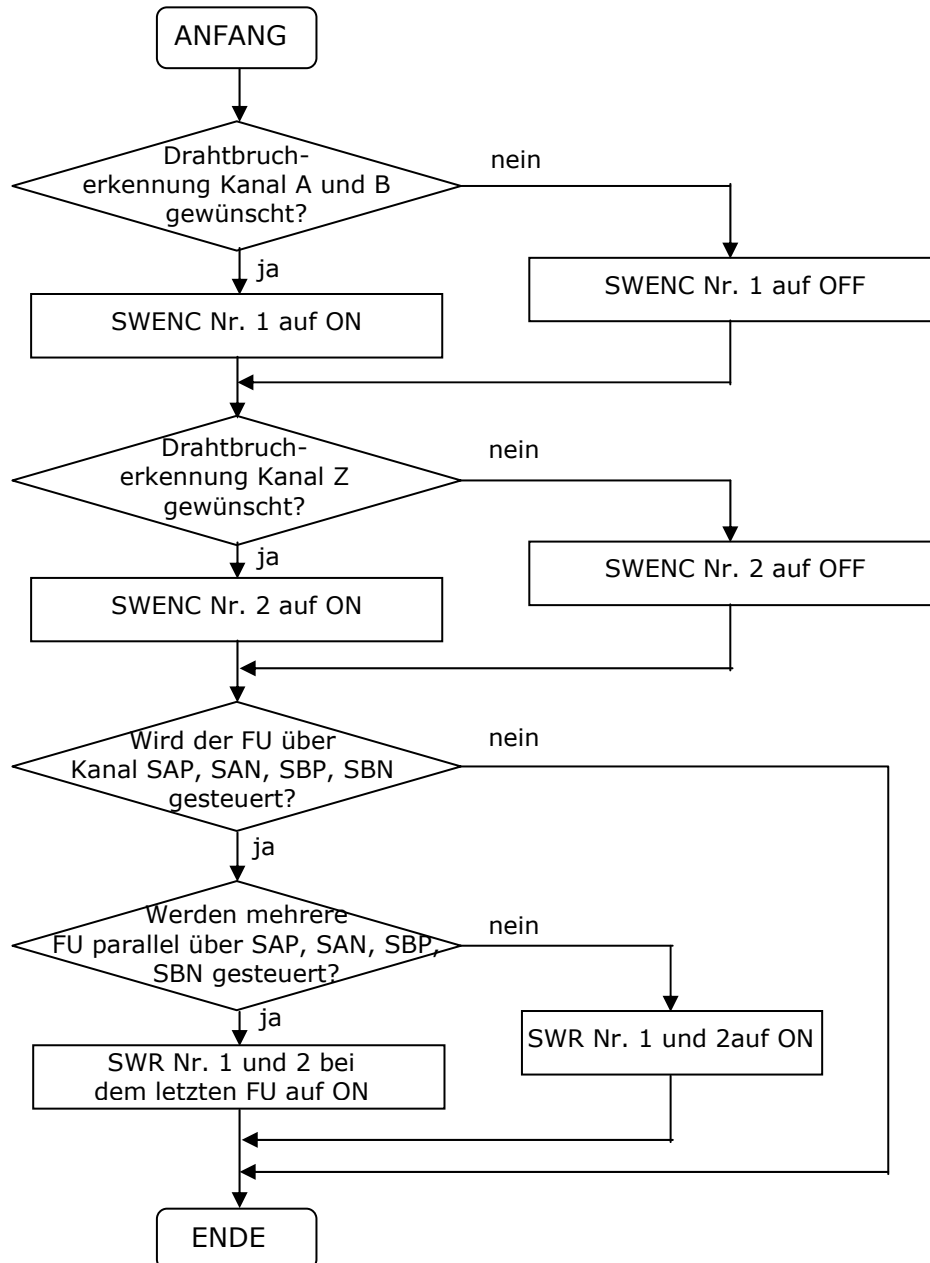 ANFANG
Drahtbruch-
erkennung Kanal A und B
gewünscht?
nein
ja
SWENC Nr. 1 auf OFF
SWENC Nr. 1 auf ON
Drahtbruch-
erkennung Kanal Z
gewünscht?
nein
ja
SWENC Nr. 2 auf OFF
SWENC Nr. 2 auf ON
Wird der FU über
Kanal SAP, SAN, SBP, SBN
gesteuert?
nein
ja
Werden mehrere
FU parallel über SAP, SAN, SBP,
SBN gesteuert?
nein
ja
SWR Nr. 1 und 2auf ON
SWR Nr. 1 und 2 bei
dem letzten FU auf ON
ENDE